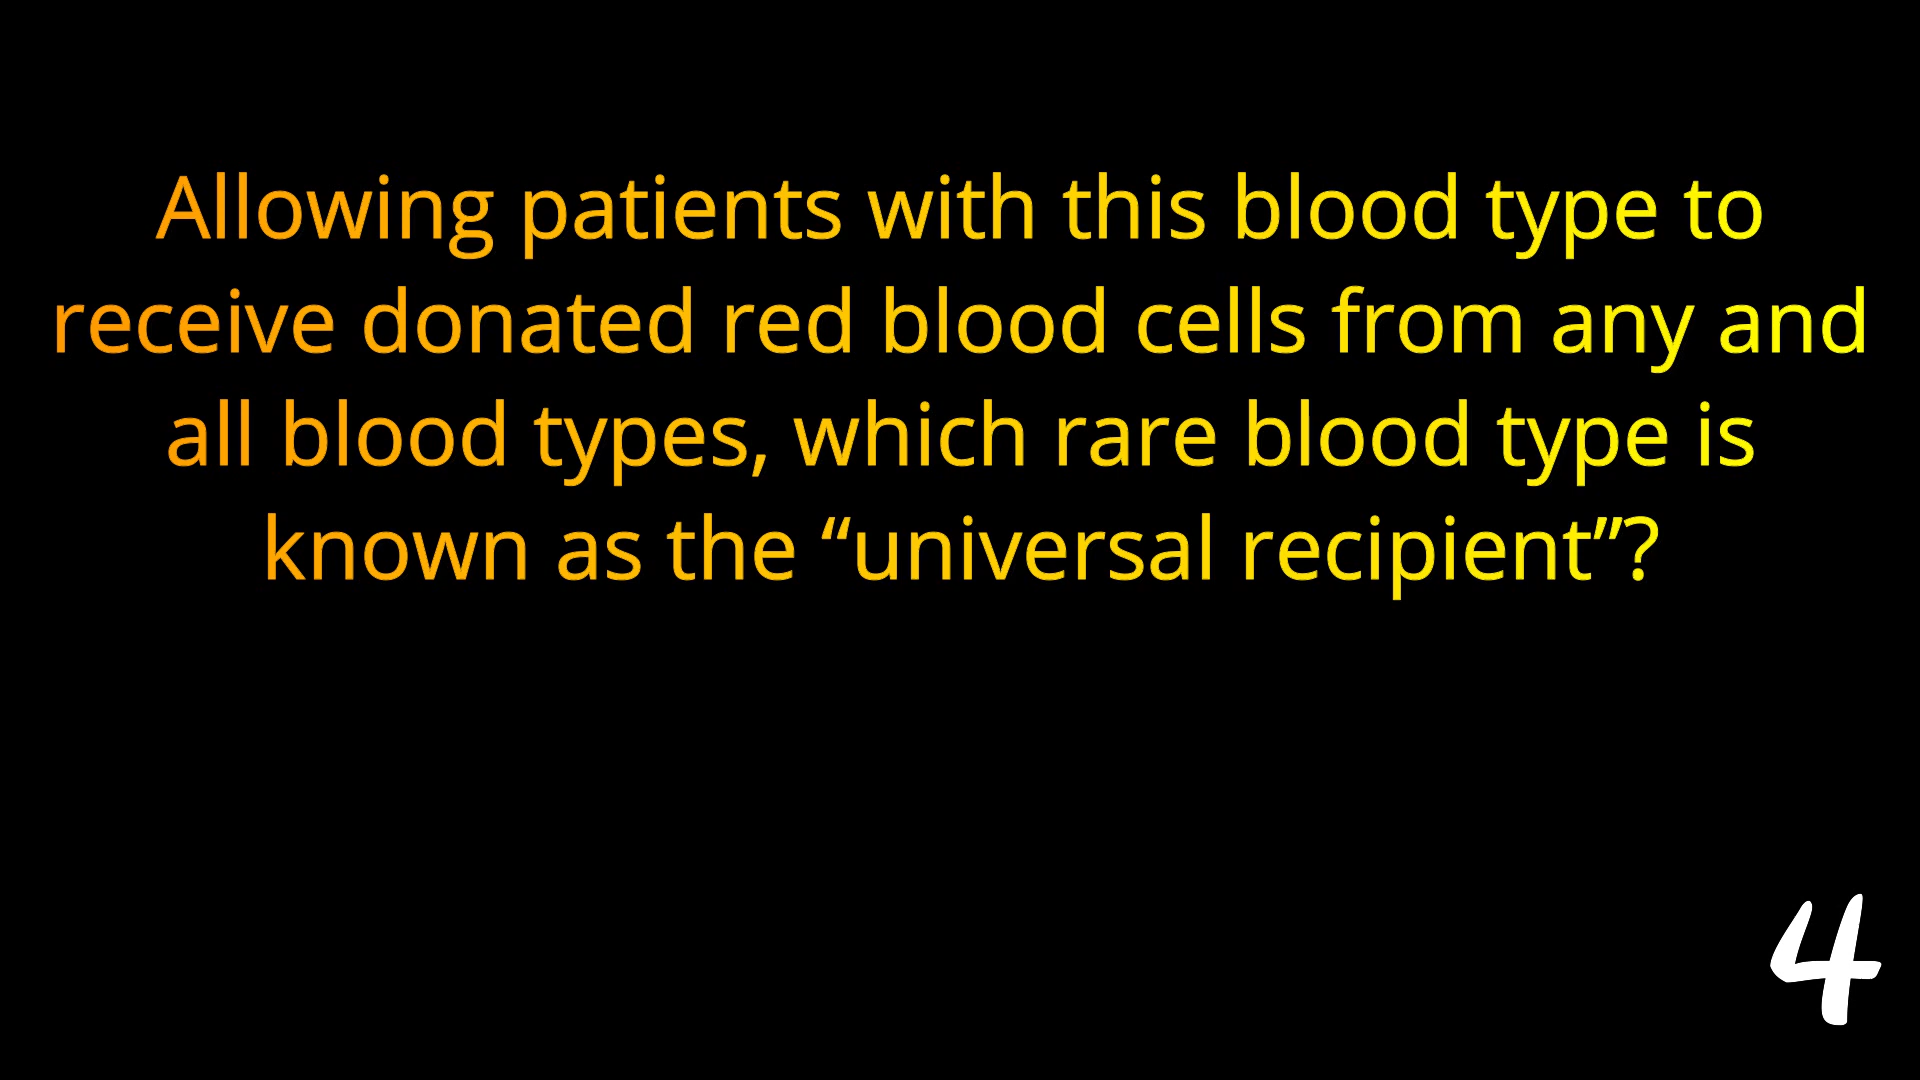 Allowing patients with this blood type to
receive donated red blood cells from any and
all blood types, which rare blood type is
known as the “universal recipient”?
4